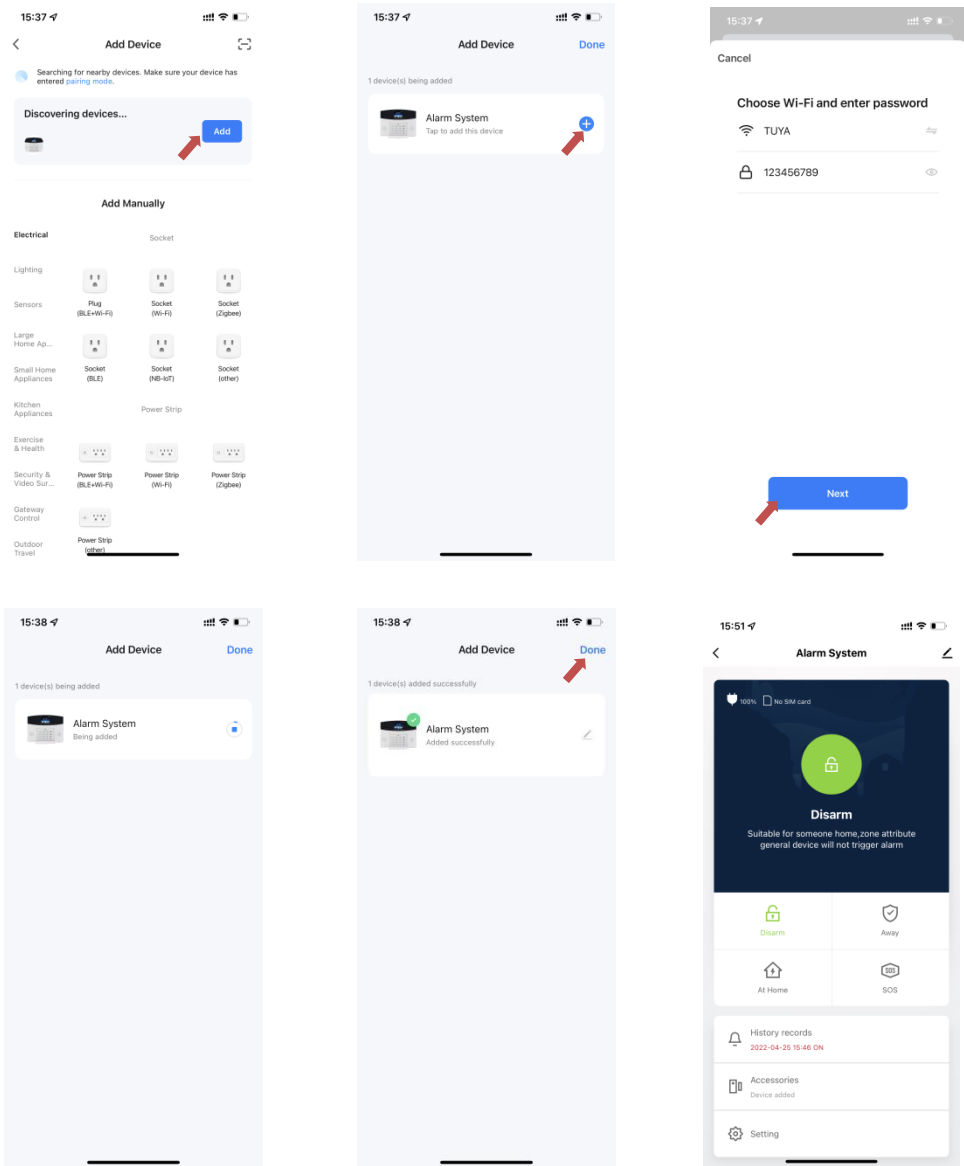 15:37
Add Device
Searching for nearby devices. Make sure your device has
entered pairing mode.
Discovering devices...
Add
Add Manually
Electrical
Socket
Lighting
Sensors
Plug
(BLE+Wi-Fi)
Socket
(Wi-Fi)
Socket
(Zigbee)
Large
Home Ap...
Small Home
Appliances
Socket
(BLE)
Socket
(NB-IoT)
Socket
(other)
Kitchen
Appliances
Power Strip
Exercise
& Health
Security &
Video Sur...
Power Strip
(BLE+Wi-Fi)
Power Strip
(Wi-Fi)
Power Strip
(Zigbee)
Gateway
Control
Outdoor
Travel
Power Strip
(other)
15:37
Add Device
Done
1 device(s) being added
Alarm System
Tap to add this device
15:37
Cancel
Choose Wi-Fi and enter password
TUYA
123456789
Next
15:38
Add Device
Done
1 device(s) being added
Alarm System
Being added
15:38
Add Device
Done
1 device(s) added successfully
Alarm System
Added successfully
15:51
Alarm System
100%
No SIM card
Disarm
Suitable for someone home,zone attribute
general device will not trigger alarm
Disarm
Away
At Home
SOS
SOS
History records
2022-04-25 15:46 ON
Accessories
Device added
Setting